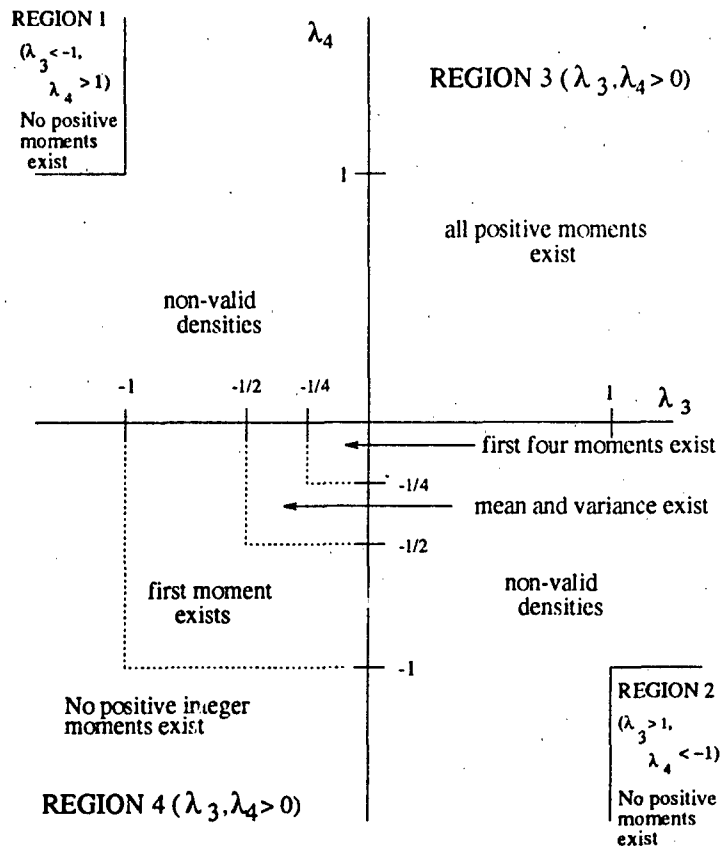 REGION 1
(λ₃ < -1,
λ₄ > 1)
No positive
moments
exist
λ₄
REGION 3 (λ₃, λ₄ > 0)
1
all positive moments
exist
non-valid
densities
-1
-1/2
-1/4
1
λ₃
first four moments exist
-1/4
mean and variance exist
-1/2
first moment
exists
non-valid
densities
-1
No positive integer
moments exist
REGION 4 (λ₃, λ₄ > 0)
REGION 2
(λ₃ > 1,
λ₄ < -1)
No positive
moments
exist